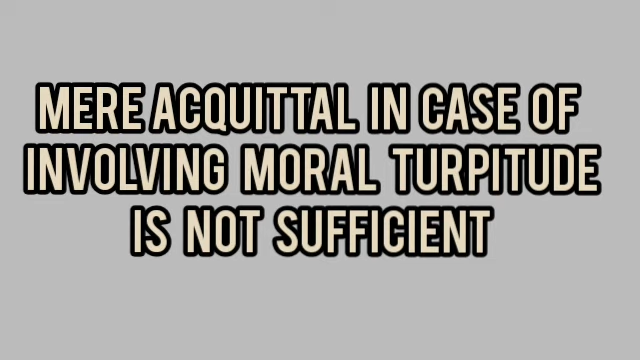 MERE ACQUITTAL IN CASE OF
INVOLVING MORAL TURPITUDE
IS NOT SUFFICIENT